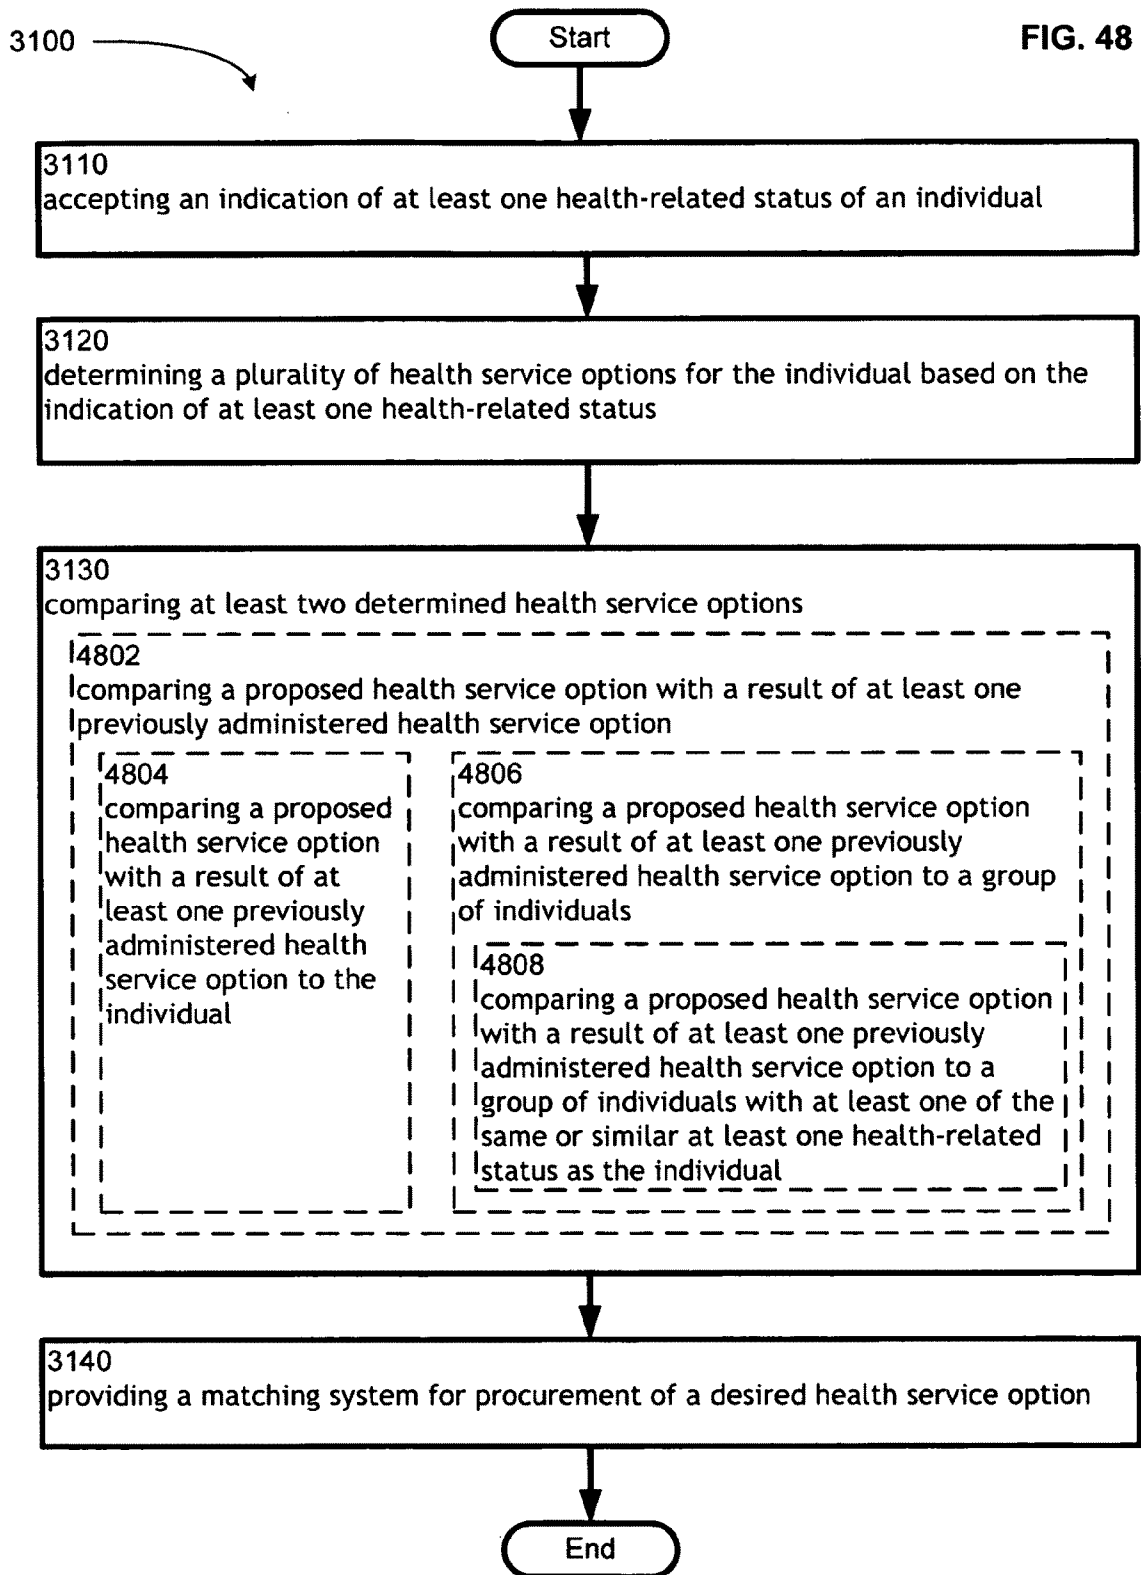 3100
Start
FIG. 48
3110
accepting an indication of at least one health-related status of an individual
3120
determining a plurality of health service options for the individual based on the
indication of at least one health-related status
3130
comparing at least two determined health service options
4802
comparing a proposed health service option with a result of at least one
previously administered health service option
4804
comparing a proposed
health service option
with a result of at
least one previously
administered health
service option to the
individual
4806
comparing a proposed health service option
with a result of at least one previously
administered health service option to a group
of individuals
4808
comparing a proposed health service option
with a result of at least one previously
administered health service option to a
group of individuals with at least one of the
same or similar at least one health-related
status as the individual
3140
providing a matching system for procurement of a desired health service option
End